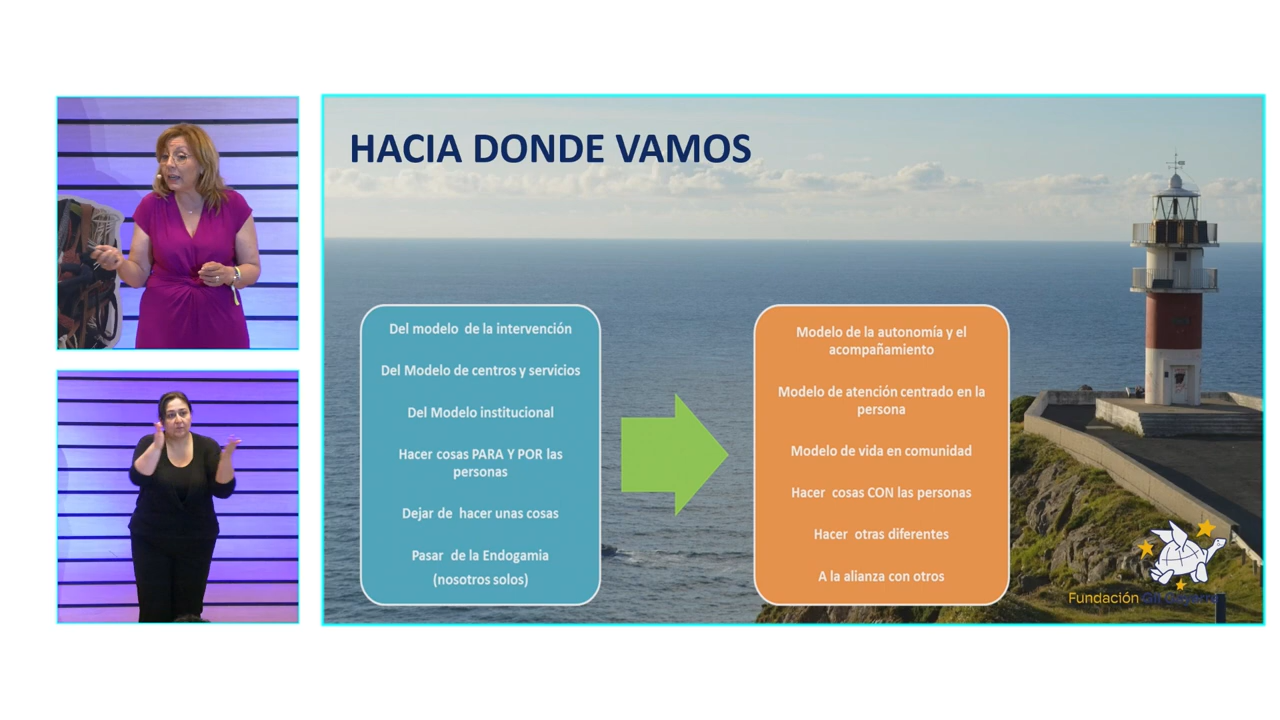 HACIA DONDE VAMOS
Del modelo de la intervención
Del Modelo de centros y servicios
Del Modelo institucional
Hacer cosas PARA Y POR las
personas
Dejar de hacer unas cosas
Pasar de la Endogamia
(nosotros solos)
Modelo de la autonomía y el
acompañamiento
Modelo de atención centrado en la
persona
Modelo de vida en comunidad
Hacer cosas CON las personas
Hacer otras diferentes
A la alianza con otros
Fundación